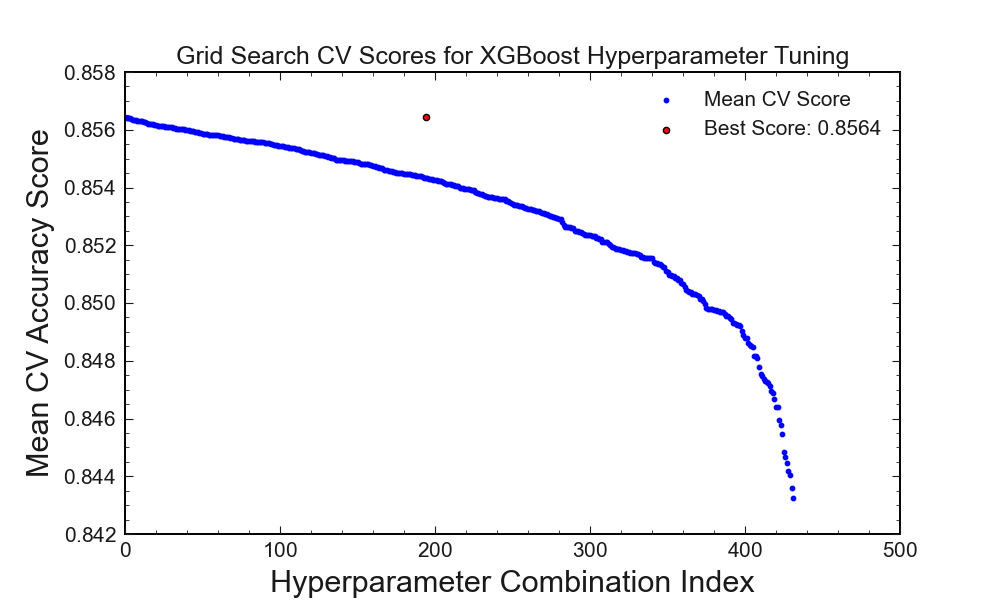 Grid Search CV Scores for XGBoost Hyperparameter Tuning
0.858
0.856
0.854
0.852
0.850
0.848
0.846
0.844
0.842
Mean CV Accuracy Score
Mean CV Score
Best Score: 0.8564
0 100 200 300 400 500
Hyperparameter Combination Index